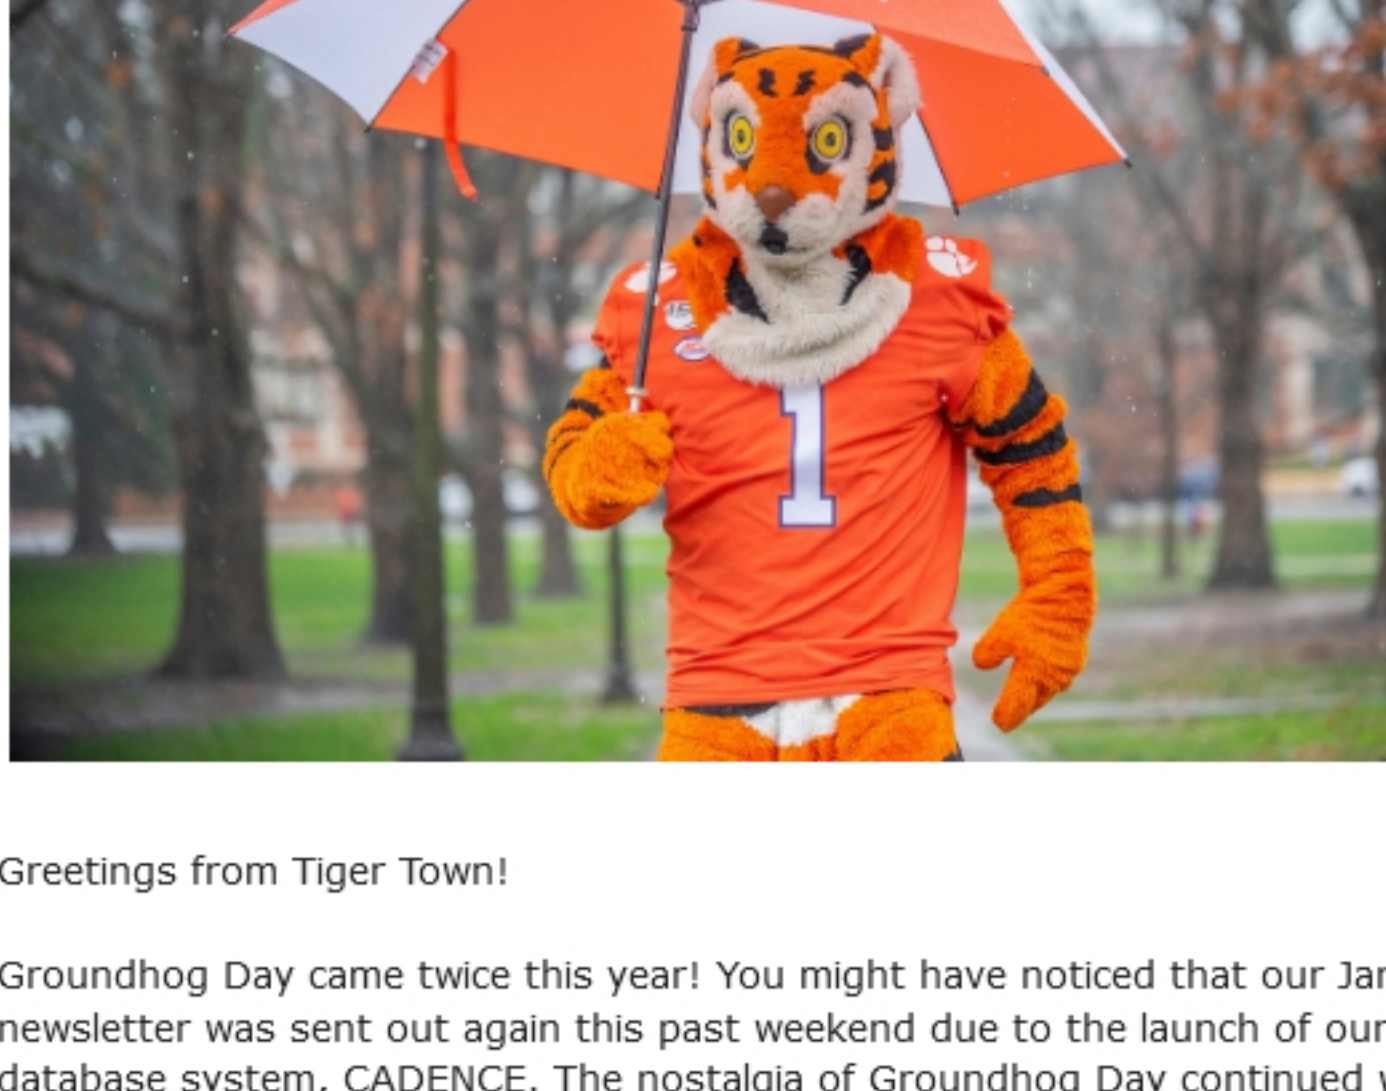 1
Greetings from Tiger Town!
Groundhog Day came twice this year! You might have noticed that our Jan
newsletter was sent out again this past weekend due to the launch of our
database system, CADENCE. The nostalgia of Groundhog Day continued